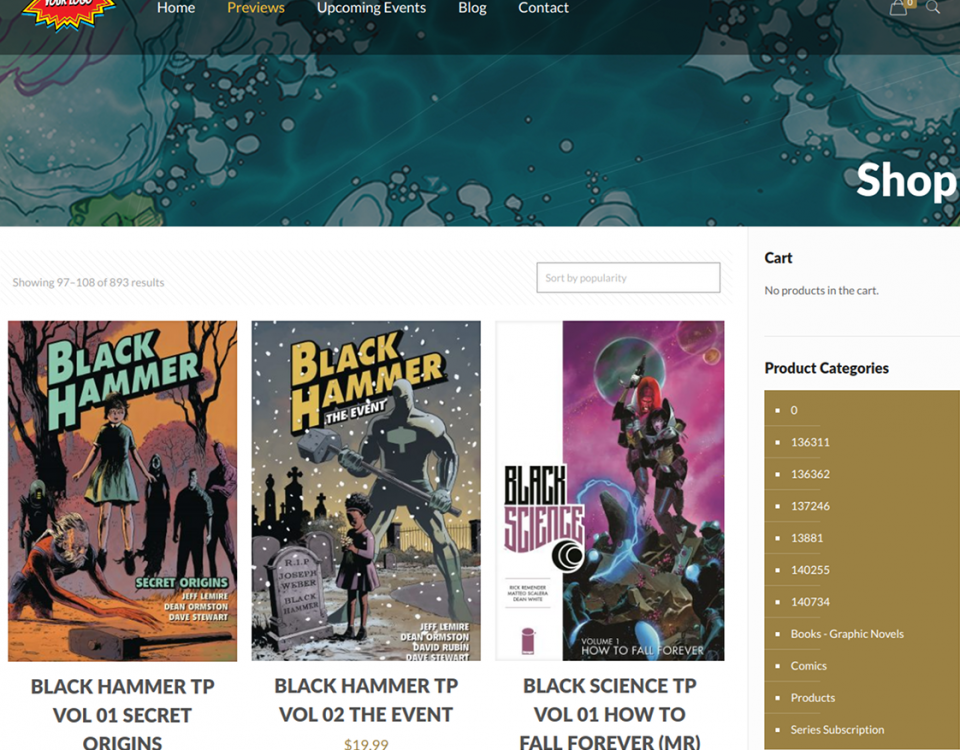 YOUR LOGO
Home Previews Upcoming Events Blog Contact
0
Shop
Showing 97–108 of 893 results
Sort by popularity
BLACK
HAMMER
SECRET ORIGINS
JEFF LEMIRE
DEAN ORMSTON
DAVE STEWART
BLACK HAMMER TP
VOL 01 SECRET
ORIGINS
BLACK
HAMMER
THE EVENT
R.I.P
JOSEPH
WEBER
BLACK
HAMMER
JEFF LEMIRE
DEAN ORMSTON
DAVID RUBÍN
DAVE STEWART
BLACK HAMMER TP
VOL 02 THE EVENT
$19.99
BLACK
SCIENCE
RICK REMENDER
MATTEO SCALERA
DEAN WHITE
VOLUME 1
HOW TO FALL FOREVER
BLACK SCIENCE TP
VOL 01 HOW TO
FALL FOREVER (MR)
Cart
No products in the cart.
Product Categories
0
136311
136362
137246
13881
140255
140734
Books - Graphic Novels
Comics
Products
Series Subscription